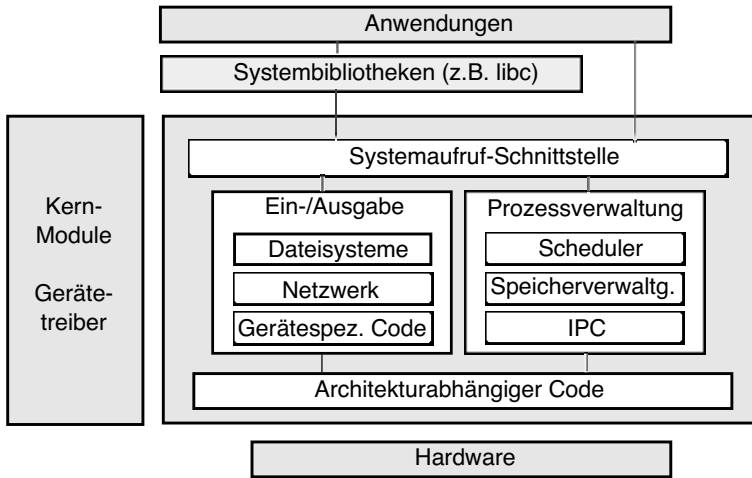 Anwendungen
Systembibliotheken (z.B. libc)
Kern-
Module
Geräte-
treiber
Systemaufruf-Schnittstelle
Ein-/Ausgabe
Dateisysteme
Netzwerk
Gerätespez. Code
Prozessverwaltung
Scheduler
Speicherverwaltg.
IPC
Architekturabhängiger Code
Hardware